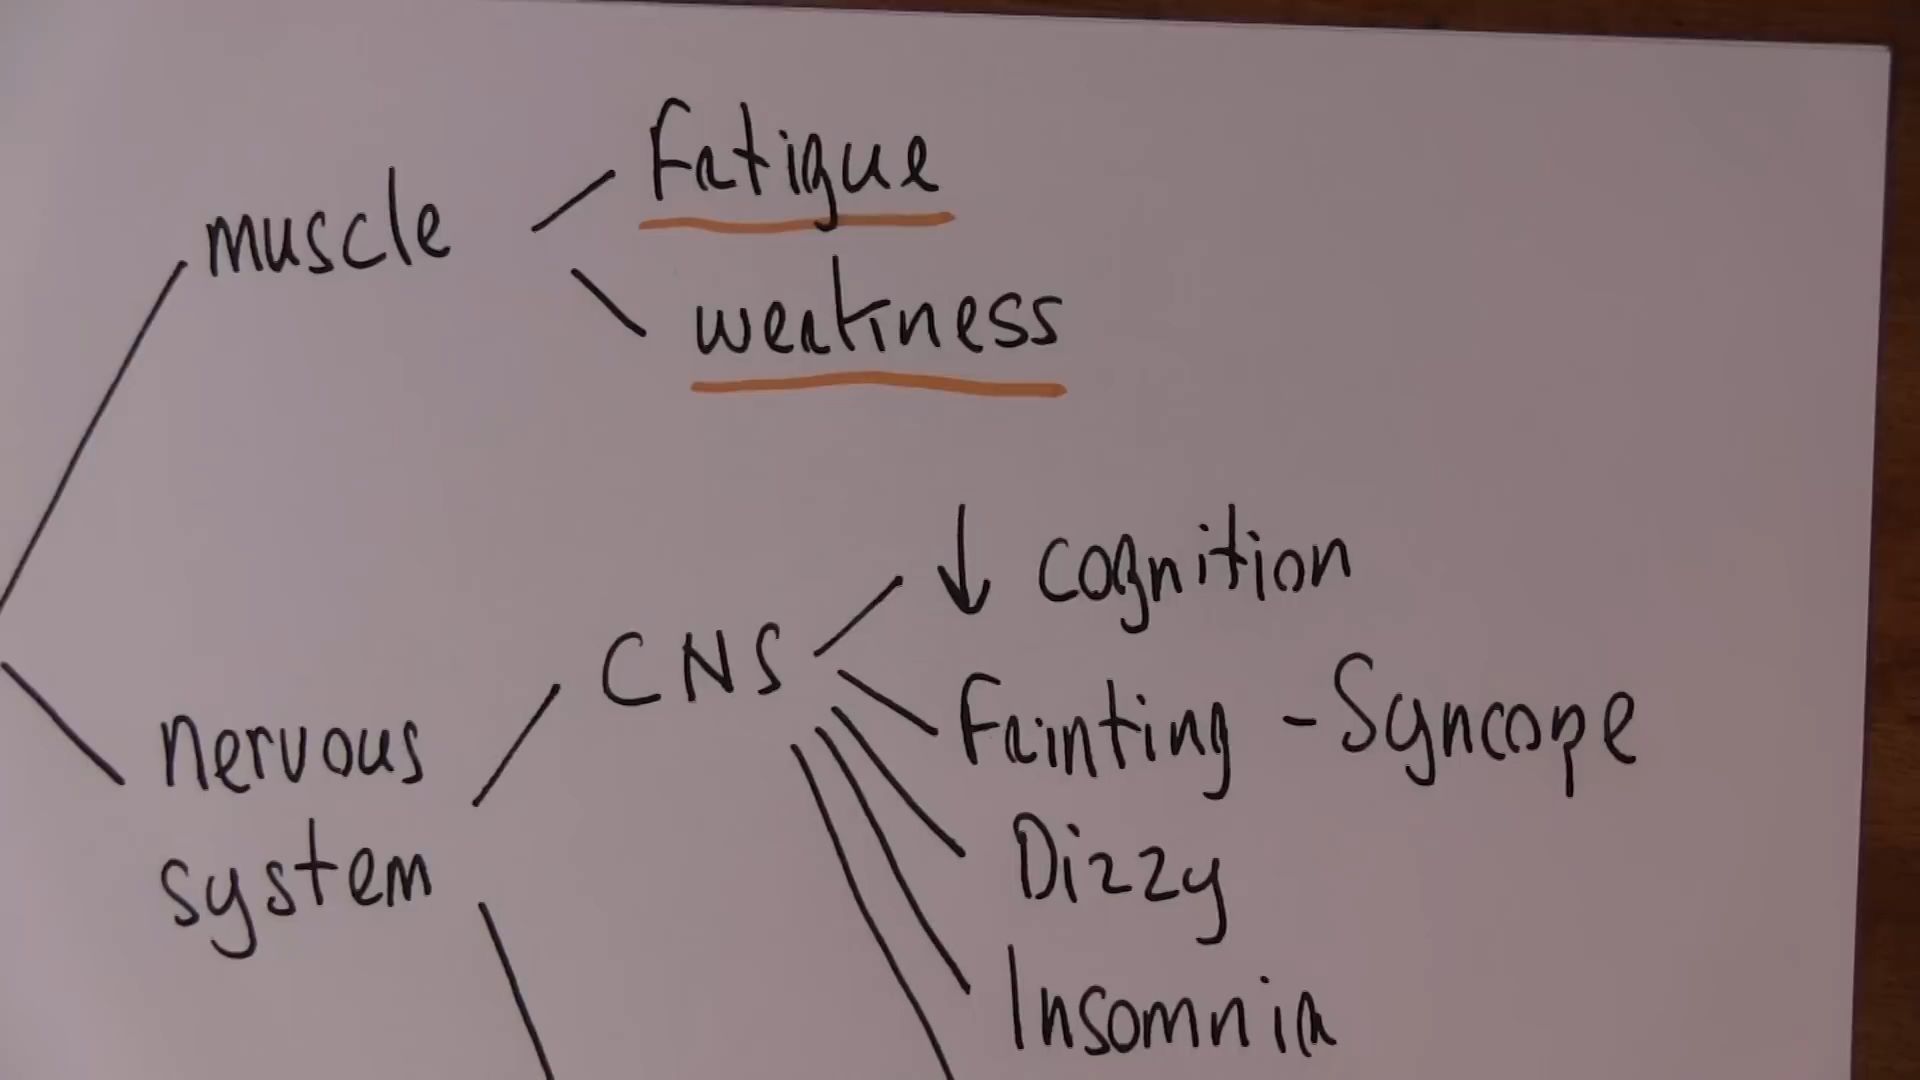 Fatigue
muscle
weakness
↓ cognition
CNS
Fainting - Syncope
nervous
system
Dizzy
Insomnia